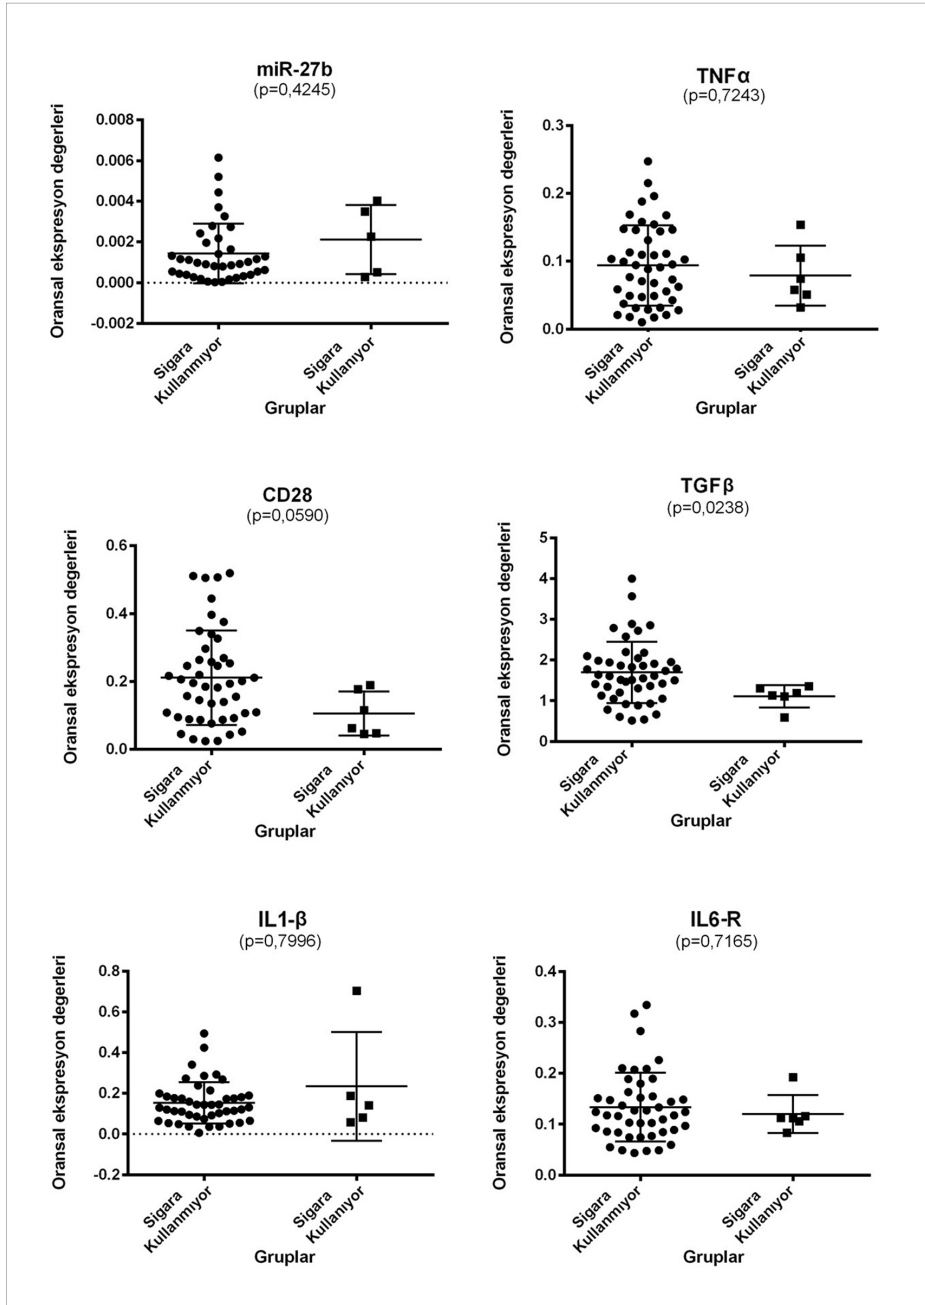 miR-27b
(p=0,4245)
Oransal ekspresyon degerleri
0.008
0.006
0.004
0.002
0.000
-0.002
Sigara
Kullanmıyor
Sigara
Kullanıyor
Gruplar
TNFα
(p=0,7243)
Oransal ekspresyon degerleri
0.3
0.2
0.1
0.0
Sigara
Kullanmıyor
Sigara
Kullanıyor
Gruplar
CD28
(p=0,0590)
Oransal ekspresyon degerleri
0.6
0.4
0.2
0.0
Sigara
Kullanmıyor
Sigara
Kullanıyor
Gruplar
TGFβ
(p=0,0238)
Oransal ekspresyon degerleri
5
4
3
2
1
0
Sigara
Kullanmıyor
Sigara
Kullanıyor
Gruplar
IL1-β
(p=0,7996)
Oransal ekspresyon degerleri
0.8
0.6
0.4
0.2
0.0
-0.2
Sigara
Kullanmıyor
Sigara
Kullanıyor
Gruplar
IL6-R
(p=0,7165)
Oransal ekspresyon degerleri
0.4
0.3
0.2
0.1
0.0
Sigara
Kullanmıyor
Sigara
Kullanıyor
Gruplar